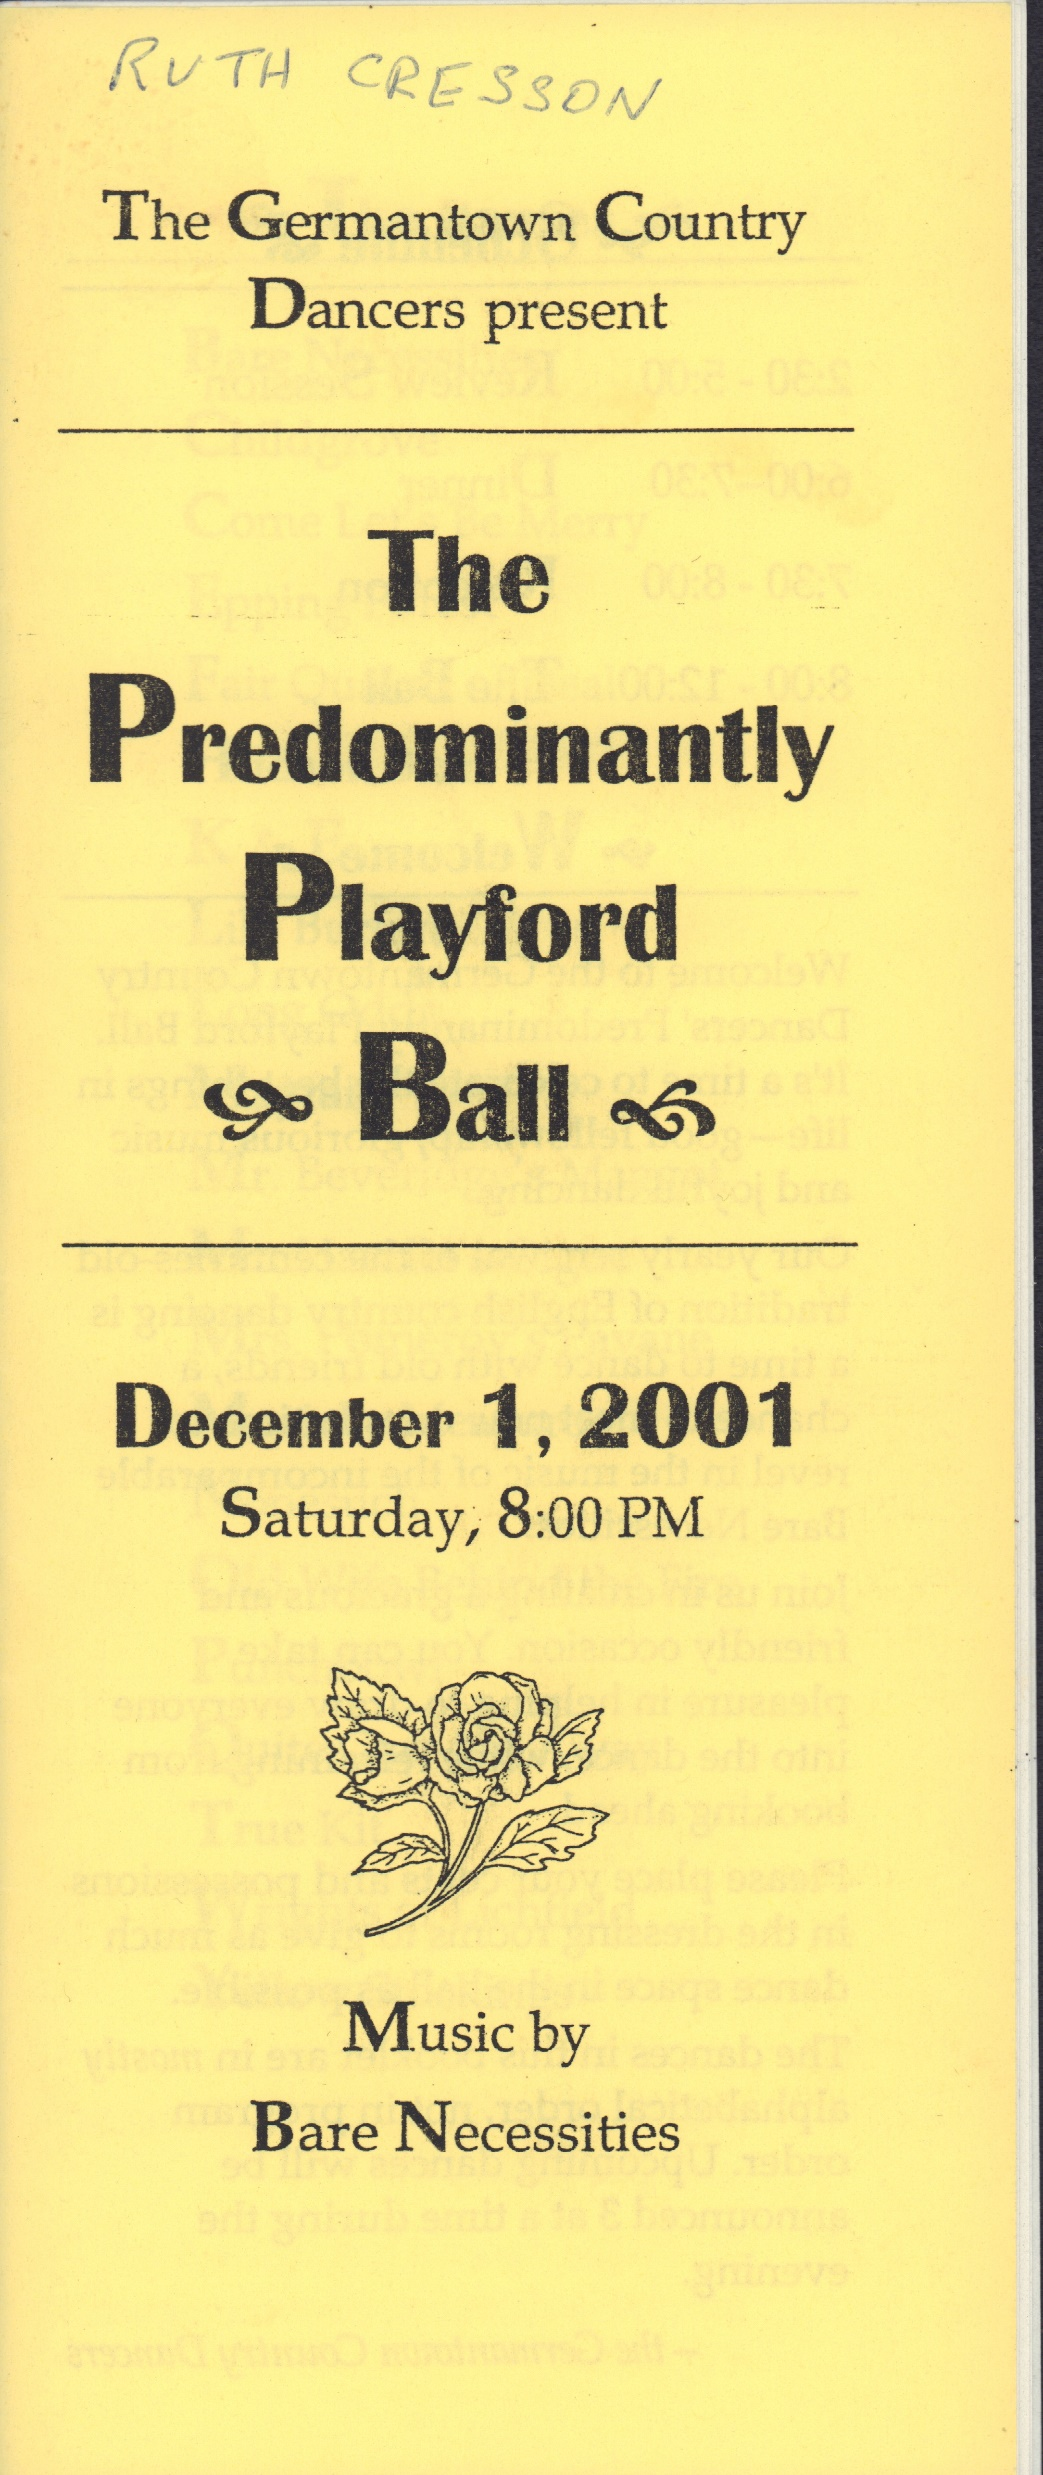 RUTH CRESSON
The Germantown Country
Dancers present
The
Predominantly
Playford
Ball
December 1, 2001
Saturday, 8:00 PM
Music by
Bare Necessities